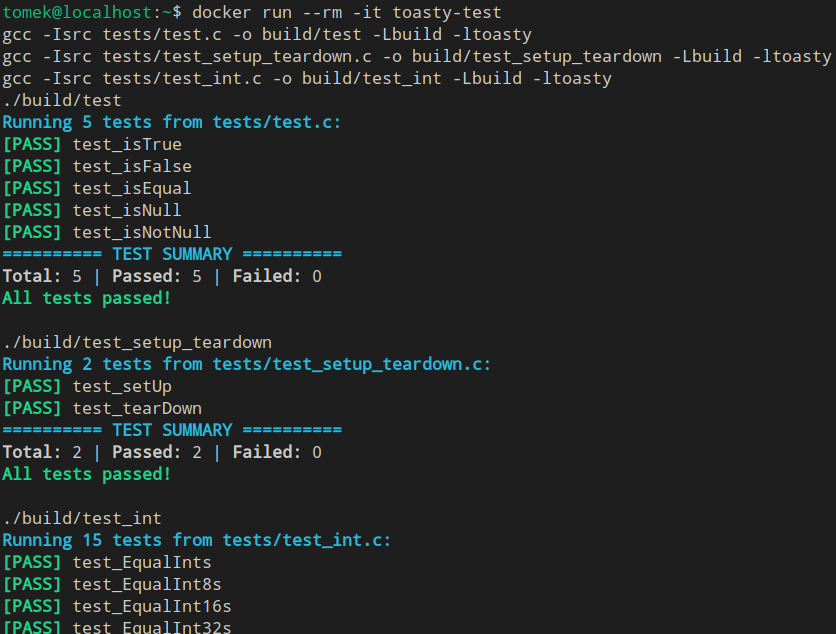 tomek@localhost:~$ docker run --rm -it toasty-test
gcc -Isrc tests/test.c -o build/test -Lbuild -ltoasty
gcc -Isrc tests/test_setup_teardown.c -o build/test_setup_teardown -Lbuild -ltoasty
gcc -Isrc tests/test_int.c -o build/test_int -Lbuild -ltoasty
./build/test
Running 5 tests from tests/test.c:
[PASS] test_isTrue
[PASS] test_isFalse
[PASS] test_isEqual
[PASS] test_isNull
[PASS] test_isNotNull
========== TEST SUMMARY ==========
Total: 5 | Passed: 5 | Failed: 0
All tests passed!

./build/test_setup_teardown
Running 2 tests from tests/test_setup_teardown.c:
[PASS] test_setUp
[PASS] test_tearDown
========== TEST SUMMARY ==========
Total: 2 | Passed: 2 | Failed: 0
All tests passed!

./build/test_int
Running 15 tests from tests/test_int.c:
[PASS] test_EqualInts
[PASS] test_EqualInt8s
[PASS] test_EqualInt16s
[PASS] test_EqualInt32s